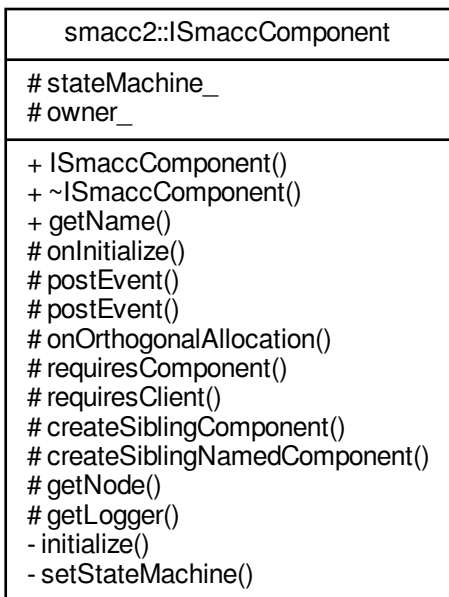 smacc2::ISmaccComponent
# stateMachine_
# owner_
+ ISmaccComponent()
+ ~ISmaccComponent()
+ getName()
# onInitialize()
# postEvent()
# postEvent()
# onOrthogonalAllocation()
# requiresComponent()
# requiresClient()
# createSiblingComponent()
# createSiblingNamedComponent()
# getNode()
# getLogger()
- initialize()
- setStateMachine()